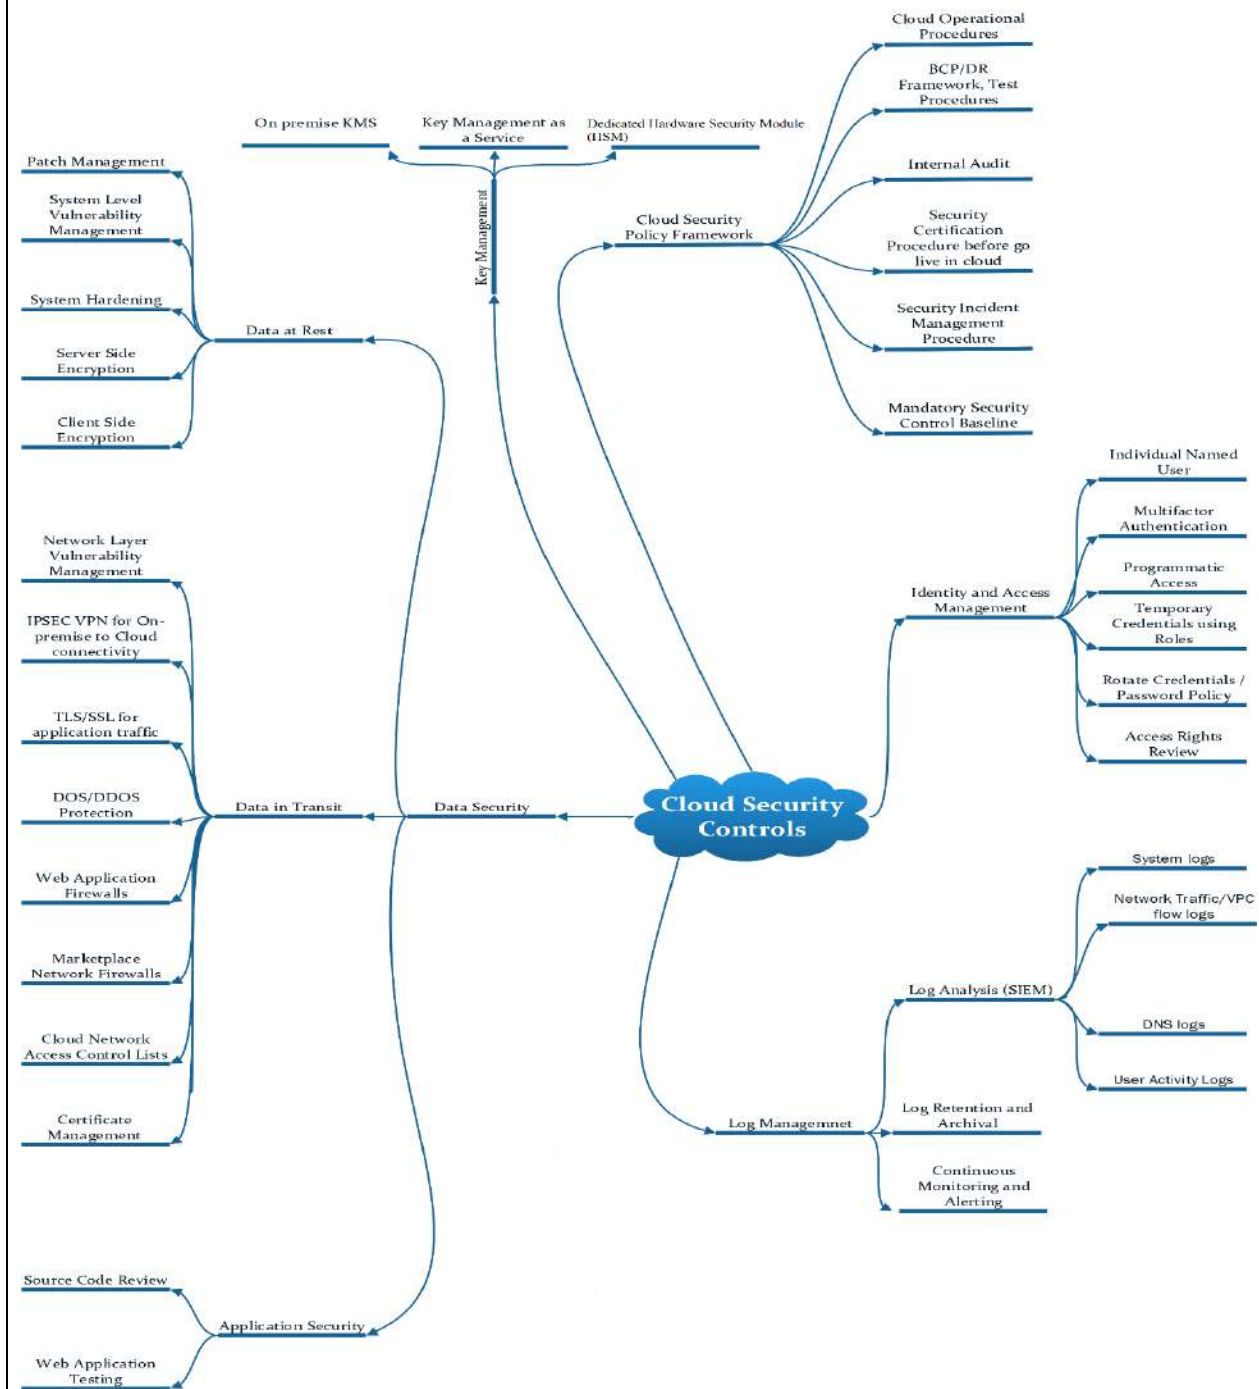 Cloud Operational
Procedures
BCP/DR
Framework, Test
Procedures
Internal Audit
Security
Certification
Procedure before go
live in cloud
Security Incident
Management
Procedure
Mandatory Security
Control Baseline
Cloud Security
Policy Framework
On premise KMS
Key Management as
a Service
Dedicated Hardware Security Module
(HSM)
Key Management
Patch Management
System Level
Vulnerability
Management
System Hardening
Server Side
Encryption
Client Side
Encryption
Data at Rest
Individual Named
User
Multifactor
Authentication
Programmatic
Access
Temporary
Credentials using
Roles
Rotate Credentials /
Password Policy
Access Rights
Review
Identity and Access
Management
Network Layer
Vulnerability
Management
IPSEC VPN for On-
premise to Cloud
connectivity
TLS/SSL for
application traffic
DOS/DDOS
Protection
Web Application
Firewalls
Marketplace
Network Firewalls
Cloud Network
Access Control Lists
Certificate
Management
Data in Transit
Data Security
Cloud Security
Controls
System logs
Network Traffic/VPC
flow logs
DNS logs
User Activity Logs
Log Analysis (SIEM)
Log Retention and
Archival
Continuous
Monitoring and
Alerting
Log Managemnet
Source Code Review
Web Application
Testing
Application Security